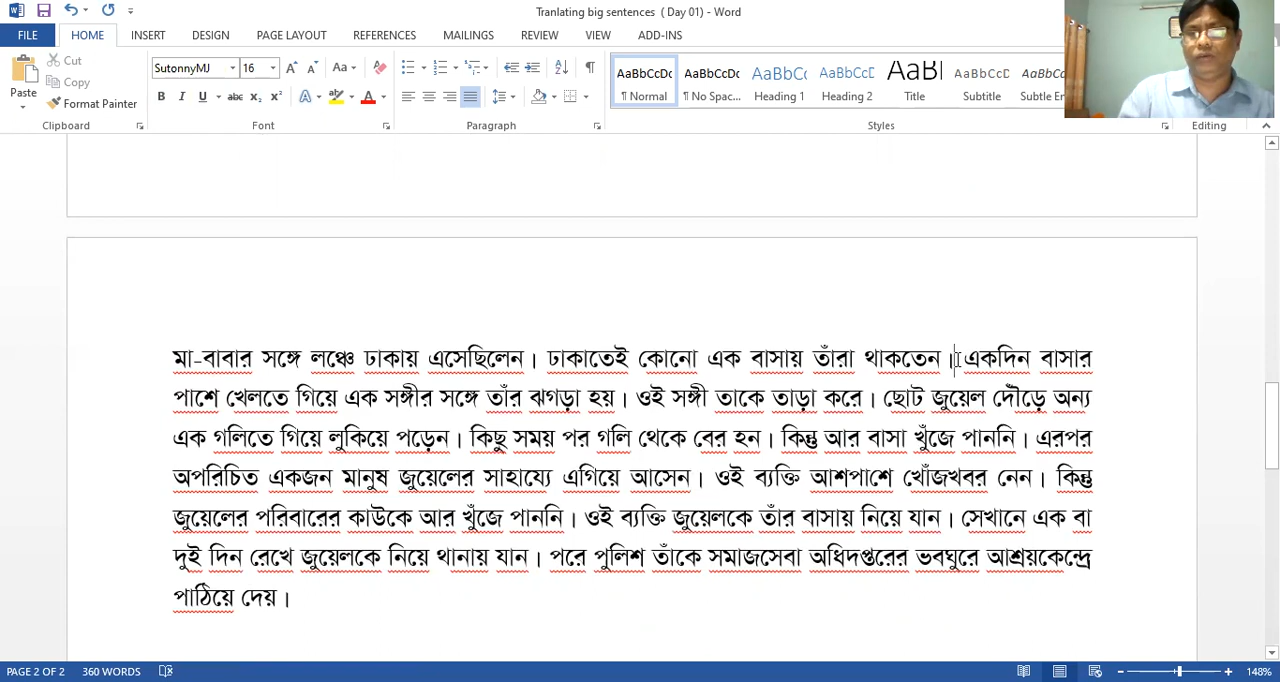 Tranlating big sentences ( Day 01) - Word
FILE HOME INSERT DESIGN PAGE LAYOUT REFERENCES MAILINGS REVIEW VIEW ADD-INS
Cut
Copy
Format Painter
Paste
SutonnyMJ 16
AaBbCcDc AaBbCcDc AaBbCc AaBbCcC AaBl AaBbCcD AaBbCcD
¶ Normal ¶ No Spac... Heading 1 Heading 2 Title Subtitle Subtle En
Clipboard Font Paragraph Styles Editing
মা-বাবার সঙ্গে লঞ্চে ঢাকায় এসেছিলেন। ঢাকাতেই কোনো এক বাসায় তাঁরা থাকতেন। একদিন বাসার
পাশে খেলতে গিয়ে এক সঙ্গীর সঙ্গে তাঁর ঝগড়া হয়। ওই সঙ্গী তাকে তাড়া করে। ছোট জুয়েল দৌড়ে অন্য
এক গলিতে গিয়ে লুকিয়ে পড়েন। কিছু সময় পর গলি থেকে বের হন। কিন্তু আর বাসা খুঁজে পাননি। এরপর
অপরিচিত একজন মানুষ জুয়েলের সাহায্যে এগিয়ে আসেন। ওই ব্যক্তি আশপাশে খোঁজখবর নেন। কিন্তু
জুয়েলের পরিবারের কাউকে আর খুঁজে পাননি। ওই ব্যক্তি জুয়েলকে তাঁর বাসায় নিয়ে যান। সেখানে এক বা
দুই দিন রেখে জুয়েলকে নিয়ে থানায় যান। পরে পুলিশ তাঁকে সমাজসেবা অধিদপ্তরের ভবঘুরে আশ্রয়কেন্দ্রে
পাঠিয়ে দেয়।
PAGE 2 OF 2 360 WORDS 148%